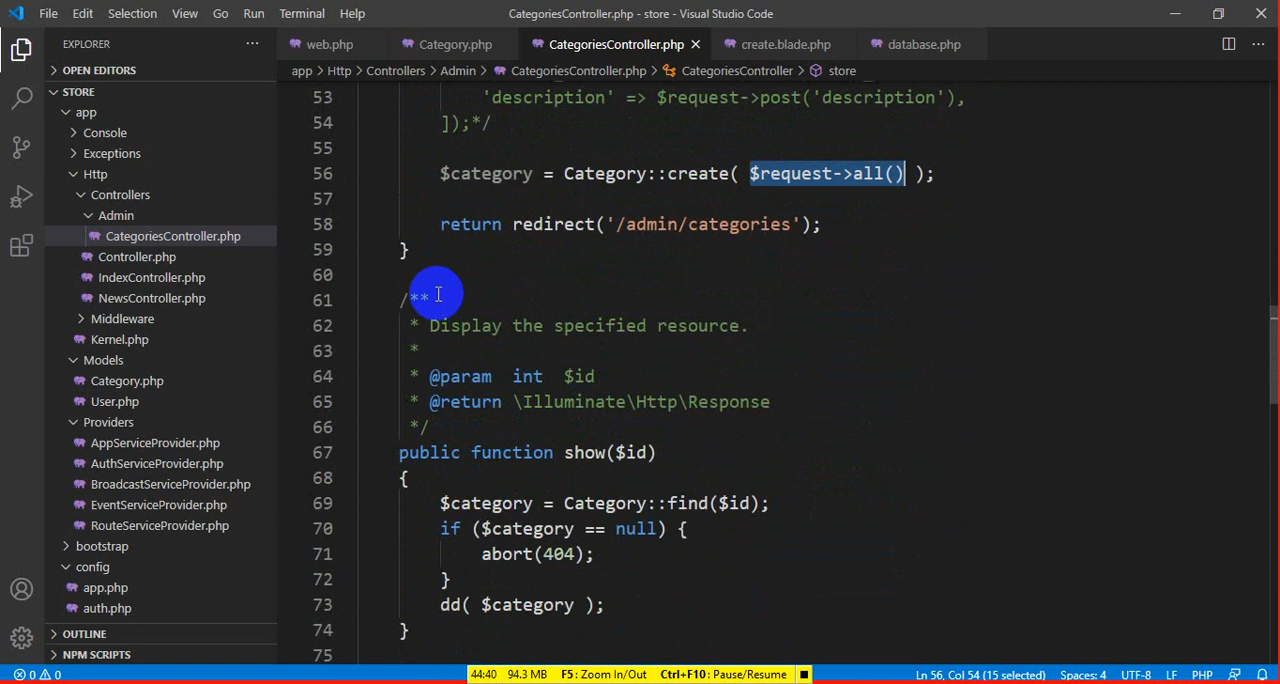 File Edit Selection View Go Run Terminal Help CategoriesController.php - store - Visual Studio Code
EXPLORER
web.php Category.php CategoriesController.php create.blade.php database.php
OPEN EDITORS
app > Http > Controllers > Admin > CategoriesController.php > CategoriesController > store
STORE
app
Console
Exceptions
Http
Controllers
Admin
CategoriesController.php
Controller.php
IndexController.php
NewsController.php
Middleware
Kernel.php
Models
Category.php
User.php
Providers
AppServiceProvider.php
AuthServiceProvider.php
BroadcastServiceProvider.php
EventServiceProvider.php
RouteServiceProvider.php
bootstrap
config
app.php
auth.php
OUTLINE
NPM SCRIPTS
53 'description' => $request->post('description'),
54 ]);*/
55
56 $category = Category::create( $request->all() );
57
58 return redirect('/admin/categories');
59 }
60
61 /**
62 * Display the specified resource.
63 *
64 * @param int $id
65 * @return \Illuminate\Http\Response
66 */
67 public function show($id)
68 {
69 $category = Category::find($id);
70 if ($category == null) {
71 abort(404);
72 }
73 dd( $category );
74 }
75
0 0 44:40 94.3 MB F5: Zoom In/Out Ctrl+F10: Pause/Resume Ln 56, Col 54 (15 selected) Spaces: 4 UTF-8 LF PHP